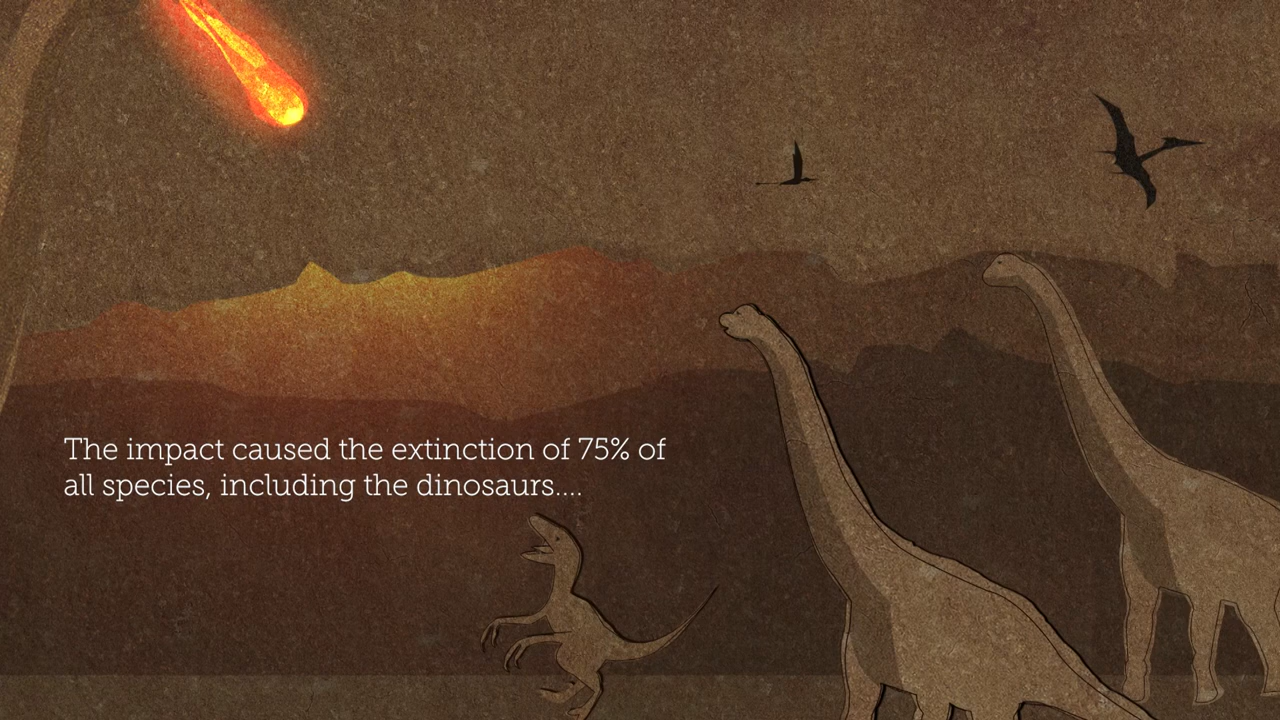 The impact caused the extinction of 75% of
all species, including the dinosaurs....